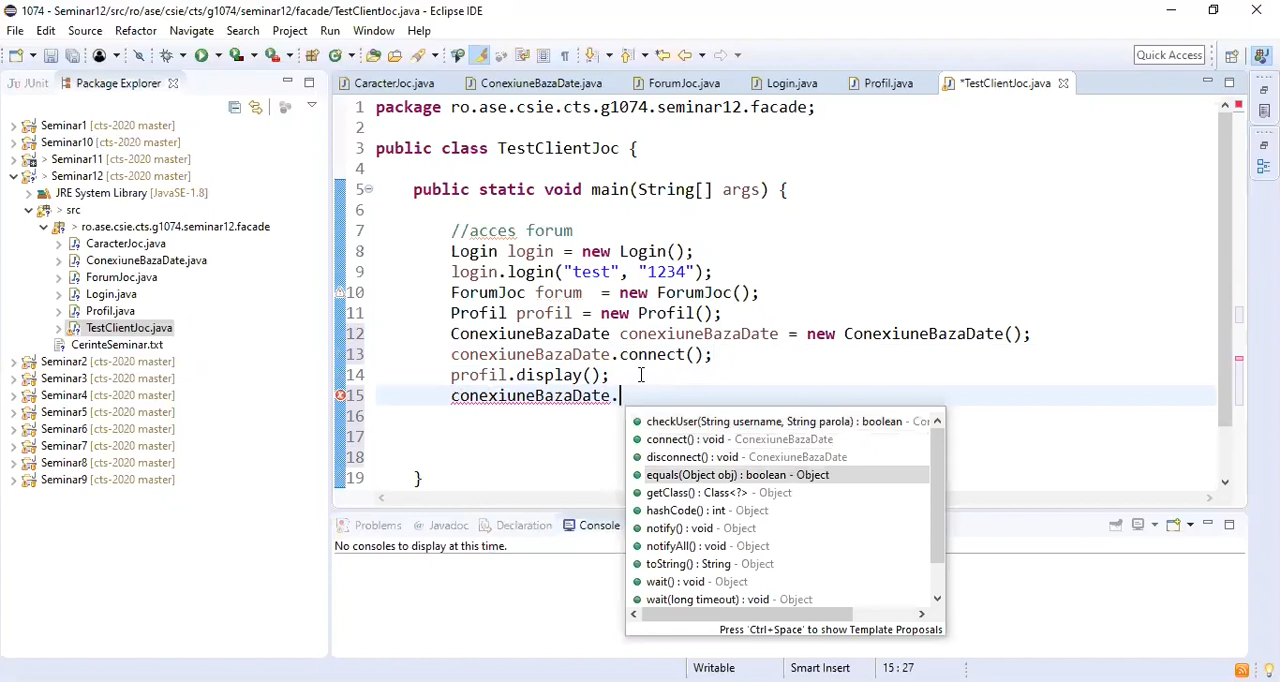 1074 - Seminar12/src/ro/ase/csie/cts/g1074/seminar12/facade/TestClientJoc.java - Eclipse IDE
File Edit Source Refactor Navigate Search Project Run Window Help
Quick Access
JUnit Package Explorer
CaracterJoc.java ConexiuneBazaDate.java ForumJoc.java Login.java Profil.java *TestClientJoc.java
Seminar1 [cts-2020 master]
Seminar10 [cts-2020 master]
> Seminar11 [cts-2020 master]
> Seminar12 [cts-2020 master]
JRE System Library [JavaSE-1.8]
> src
> ro.ase.csie.cts.g1074.seminar12.facade
CaracterJoc.java
ConexiuneBazaDate.java
ForumJoc.java
Login.java
Profil.java
TestClientJoc.java
CerinteSeminar.txt
Seminar2 [cts-2020 master]
Seminar3 [cts-2020 master]
Seminar4 [cts-2020 master]
Seminar5 [cts-2020 master]
Seminar6 [cts-2020 master]
Seminar7 [cts-2020 master]
Seminar8 [cts-2020 master]
Seminar9 [cts-2020 master]
1 package ro.ase.csie.cts.g1074.seminar12.facade;
2
3 public class TestClientJoc {
4
5 public static void main(String[] args) {
6
7 //acces forum
8 Login login = new Login();
9 login.login("test", "1234");
10 ForumJoc forum = new ForumJoc();
11 Profil profil = new Profil();
12 ConexiuneBazaDate conexiuneBazaDate = new ConexiuneBazaDate();
13 conexiuneBazaDate.connect();
14 profil.display();
15 conexiuneBazaDate.
16
17
18
19 }
checkUser(String username, String parola) : boolean - Co
connect() : void - ConexiuneBazaDate
disconnect() : void - ConexiuneBazaDate
equals(Object obj) : boolean - Object
getClass() : Class<?> - Object
hashCode() : int - Object
notify() : void - Object
notifyAll() : void - Object
toString() : String - Object
wait() : void - Object
wait(long timeout) : void - Object
Press 'Ctrl+Space' to show Template Proposals
Problems @ Javadoc Declaration Console
No consoles to display at this time.
Writable Smart Insert 15 : 27